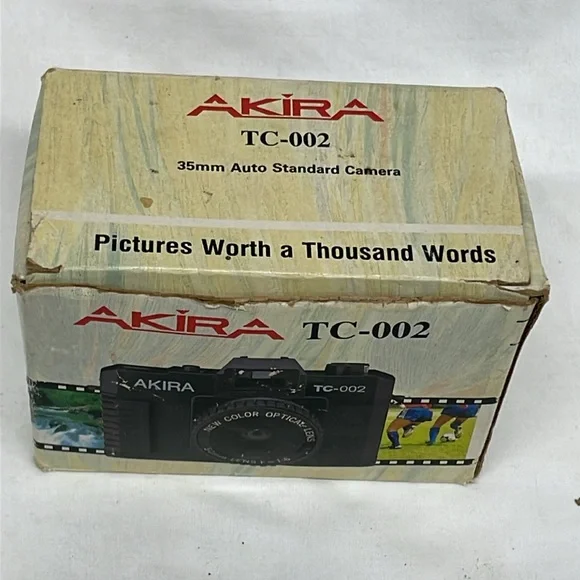 AKIRA
TC-002
35mm Auto Standard Camera
Pictures Worth a Thousand Words
AKIRA TC-002
AKIRA TC-002
NEW COLOR OPTICAL LENS
LENS